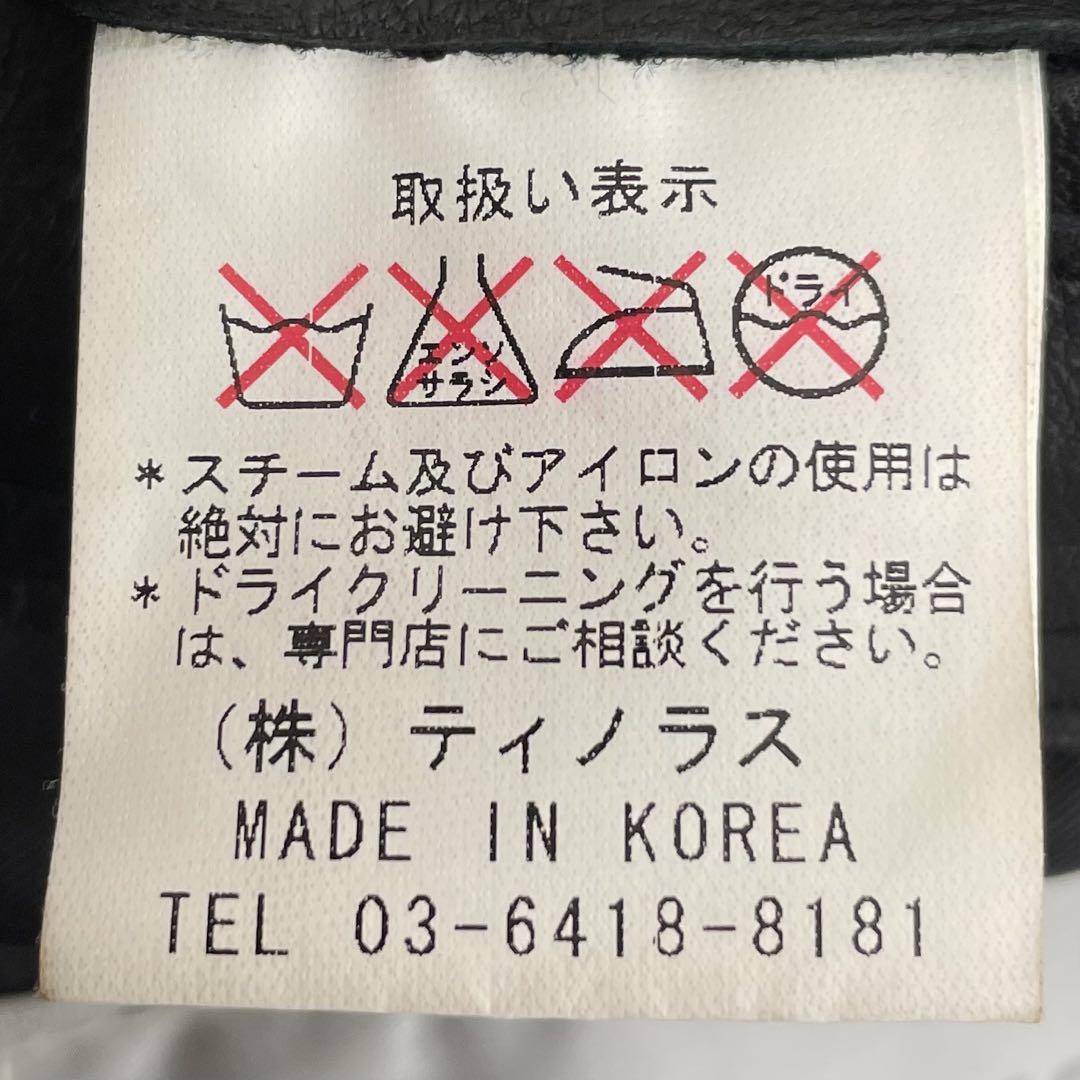 取扱い表示
エンソ ドライ
サラシ
*スチーム及びアイロンの使用は
絶対にお避け下さい。
*ドライクリーニングを行う場合
は、専門店にご相談ください。
(株)ティノラス
MADE IN KOREA
TEL 03-6418-8181